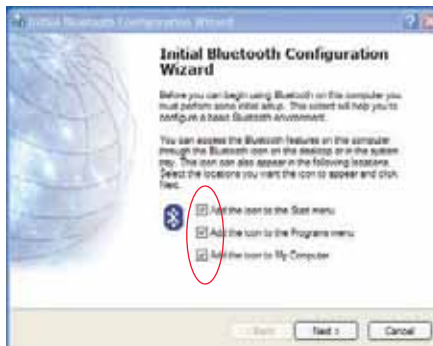 Initial Bluetooth Configuration Wizard
Initial Bluetooth Configuration
Wizard
Before you can begin using Bluetooth on this computer you
must perform some initial setup. This wizard will help you to
configure a basic Bluetooth environment.
You can access the Bluetooth features on this computer
through the Bluetooth icon on the desktop or in the system
tray. This icon can also appear in the following locations.
Select the locations you want the icon to appear and click
Next.
Add the icon to the Start menu
Add the icon to the Programs menu
Add the icon to My Computer
Back
Next >
Cancel